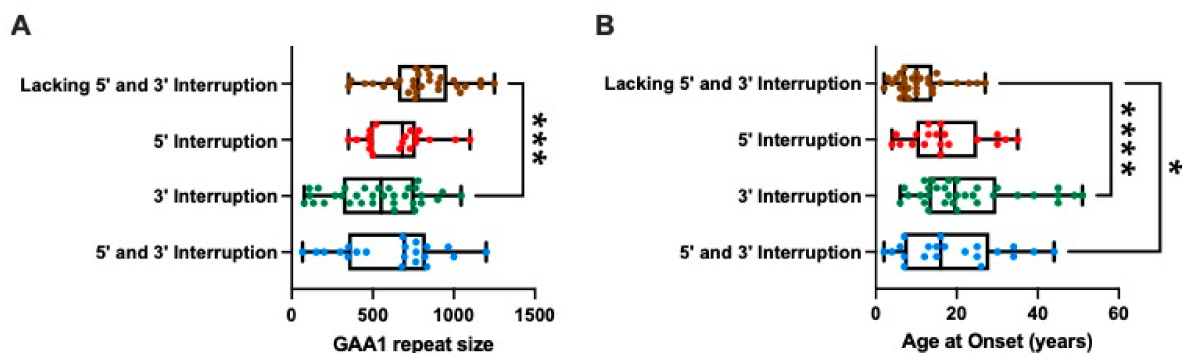 A
Lacking 5' and 3' Interruption
5' Interruption
3' Interruption
5' and 3' Interruption
***
0 500 1000 1500
GAA1 repeat size
B
Lacking 5' and 3' Interruption
5' Interruption
3' Interruption
5' and 3' Interruption
****
*
0 20 40 60
Age at Onset (years)